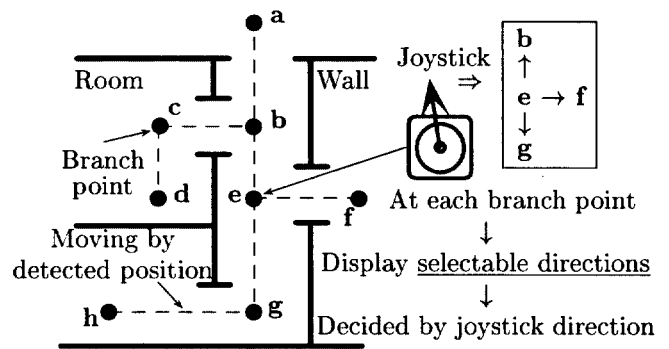 a
Room
Wall
Joystick
⇒
b
↑
e → f
↓
g
c
b
Branch
point
d
e
f
At each branch point
↓
Moving by
detected position
Display selectable directions
↓
h
g
Decided by joystick direction